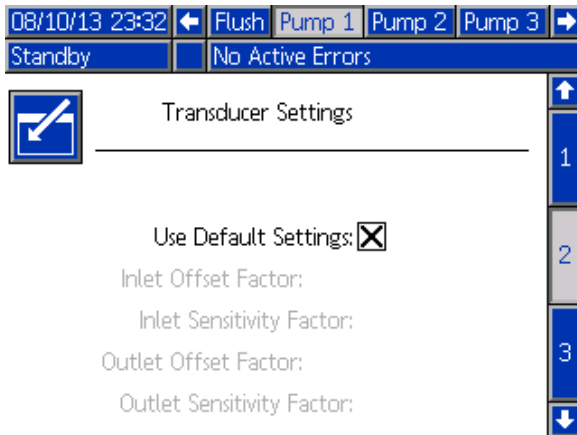 08/10/13 23:32 Flush Pump 1 Pump 2 Pump 3
Standby No Active Errors
Transducer Settings
1
Use Default Settings:
2
Inlet Offset Factor:
Inlet Sensitivity Factor:
Outlet Offset Factor:
3
Outlet Sensitivity Factor: